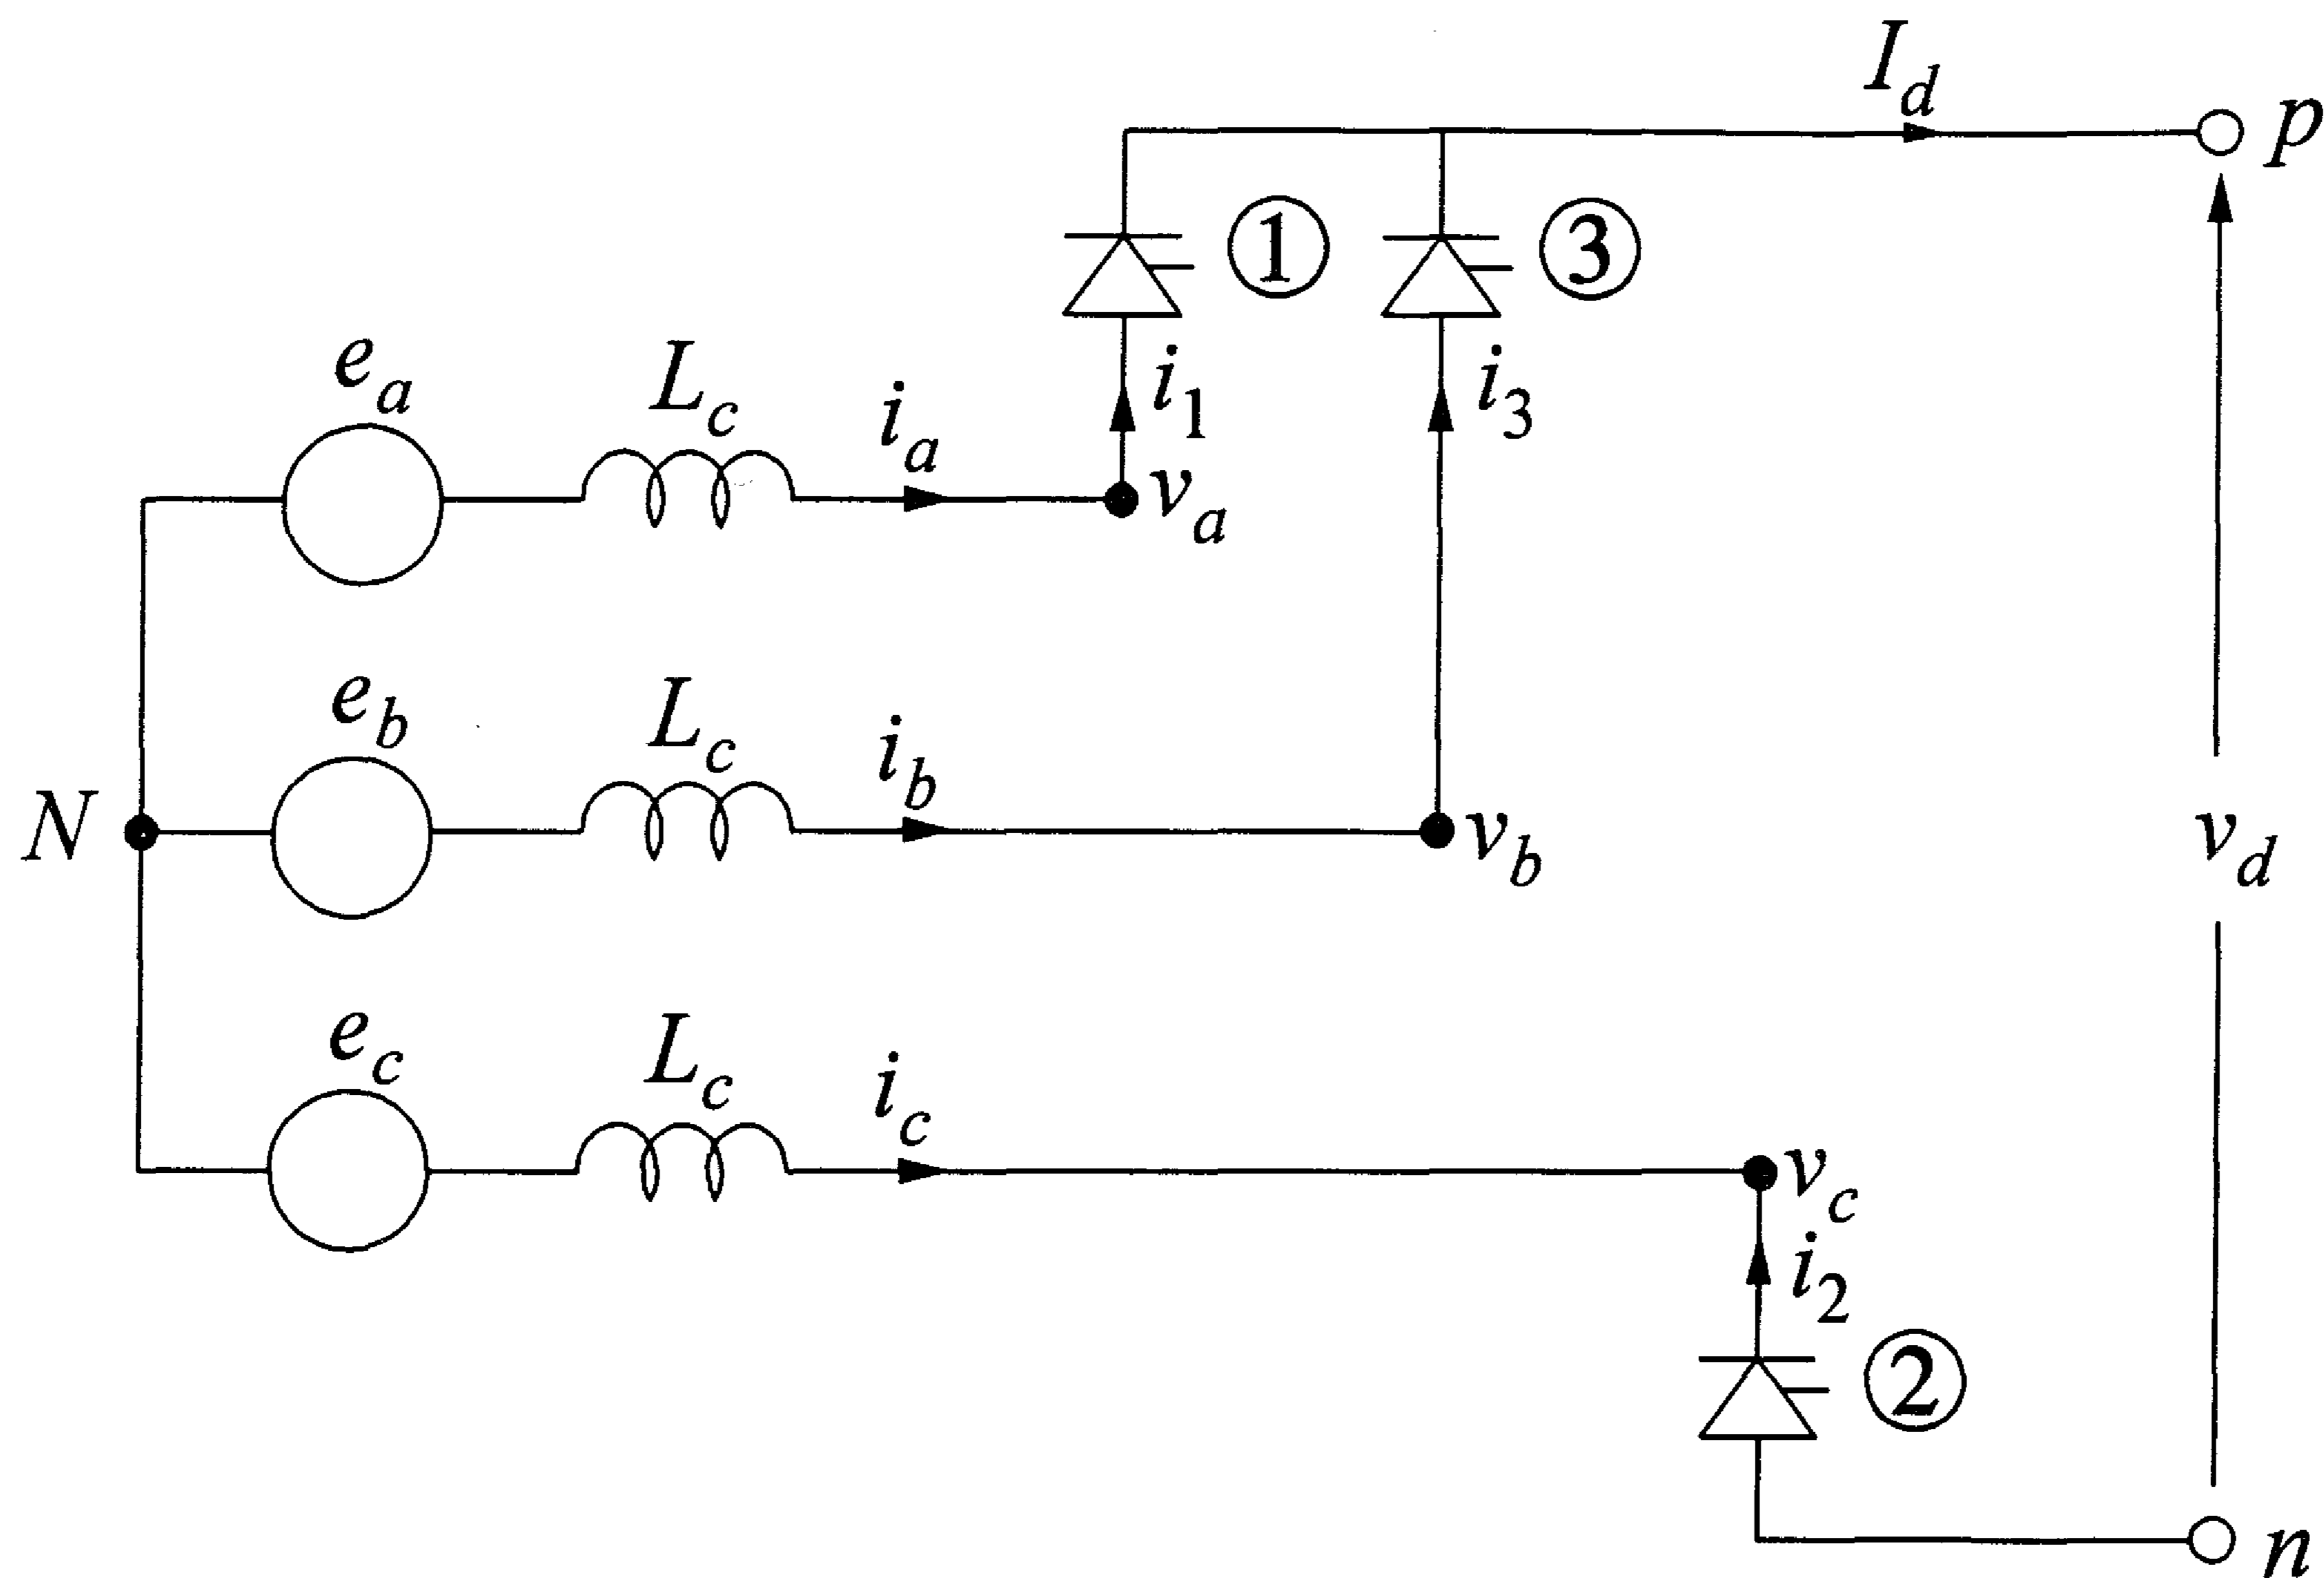 I_d
p
① ③
e_a L_c i_a i_1 i_3
v_a
e_b L_c i_b
N v_b v_d
e_c L_c i_c
v_c
i_2
②
n